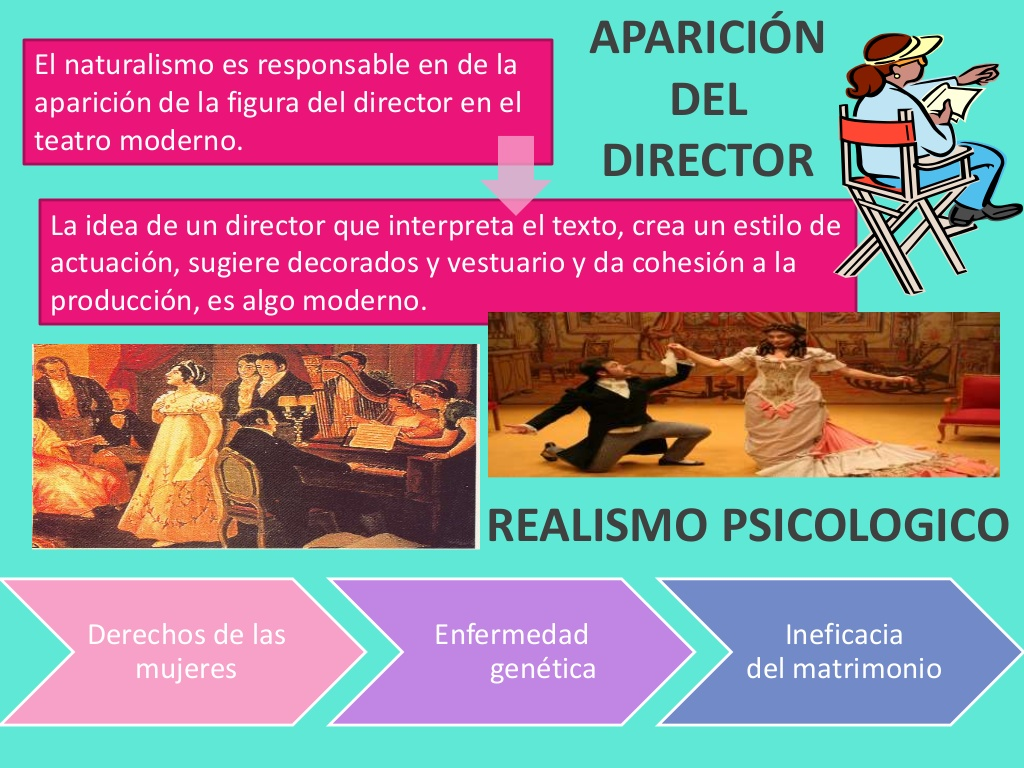 APARICIÓN
DEL
DIRECTOR
El naturalismo es responsable en de la
aparición de la figura del director en el
teatro moderno.
La idea de un director que interpreta el texto, crea un estilo de
actuación, sugiere decorados y vestuario y da cohesión a la
producción, es algo moderno.
REALISMO PSICOLOGICO
Derechos de las
mujeres
Enfermedad
genética
Ineficacia
del matrimonio